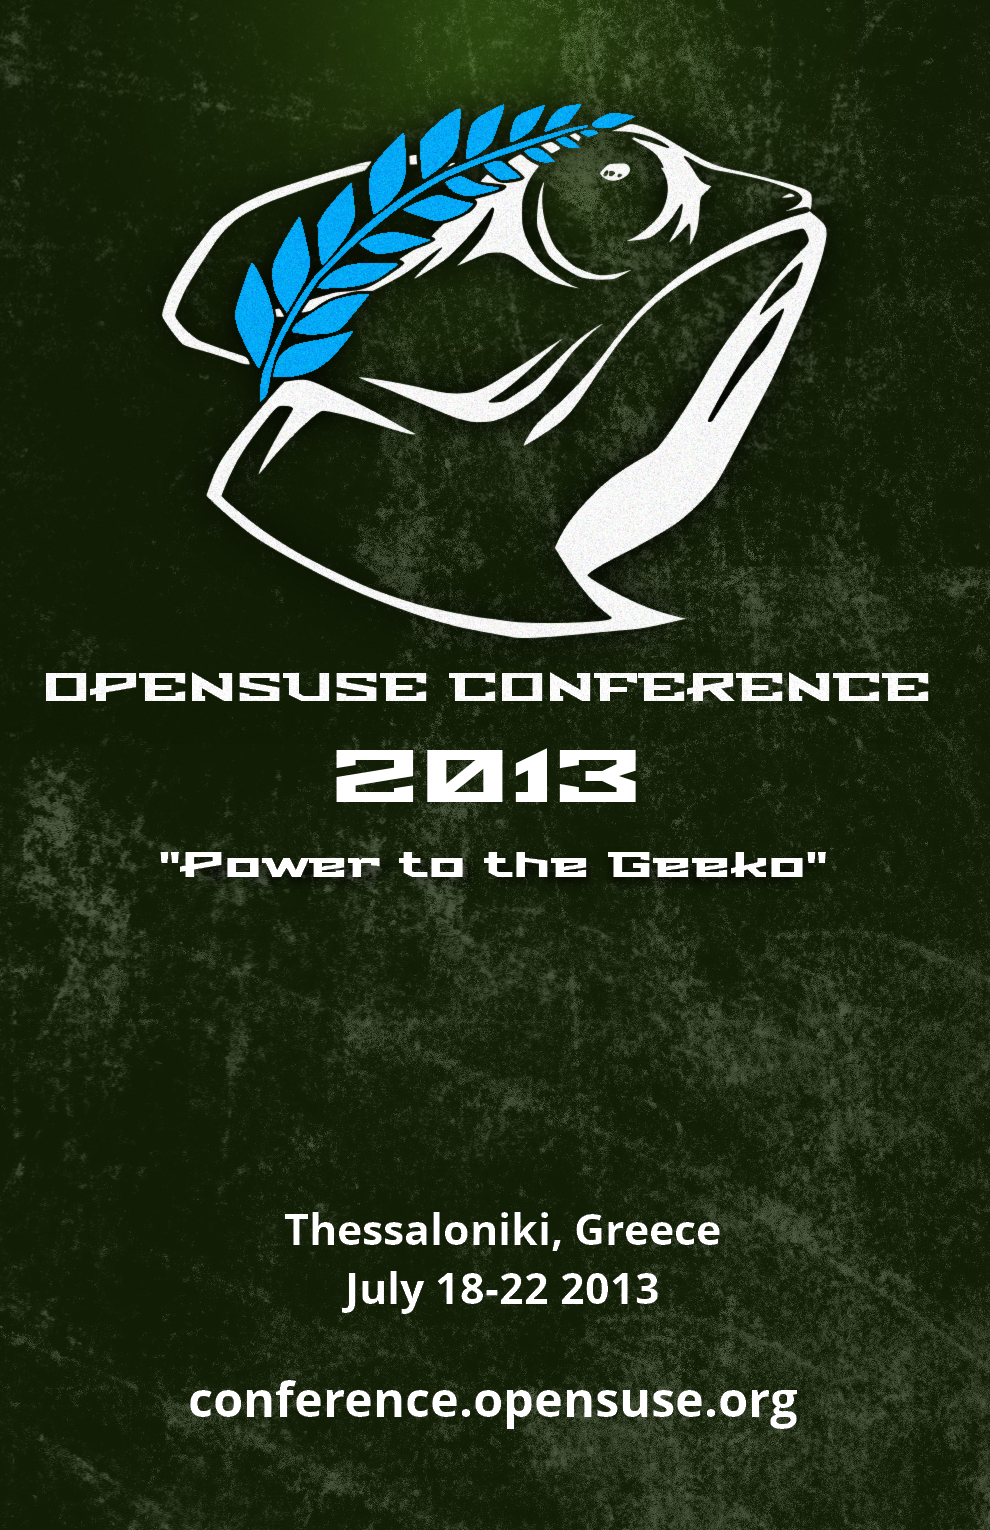 OPENSUSE CONFERENCE
2013
"Power to the Geeko"
Thessaloniki, Greece
July 18-22 2013
conference.opensuse.org